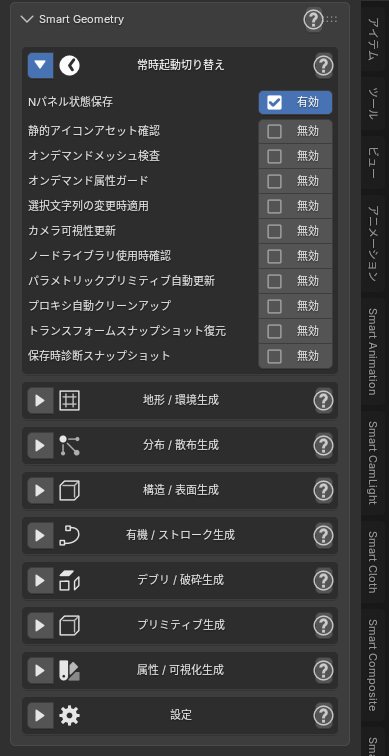 Smart Geometry
常時起動切り替え
Nパネル状態保存 有効
静的アイコンアセット確認 無効
オンデマンドメッシュ検査 無効
オンデマンド属性ガード 無効
選択文字列の変更時適用 無効
カメラ可視性更新 無効
ノードライブラリ使用時確認 無効
パラメトリックプリミティブ自動更新 無効
プロキシ自動クリーンアップ 無効
トランスフォームスナップショット復元 無効
保存時診断スナップショット 無効
地形 / 環境生成
分布 / 散布生成
構造 / 表面生成
有機 / ストローク生成
デブリ / 破砕生成
プリミティブ生成
属性 / 可視化生成
設定
アイテム
ツール
ビュー
アニメーション
Smart Animation
Smart CamLight
Smart Cloth
Smart Composite
Sm